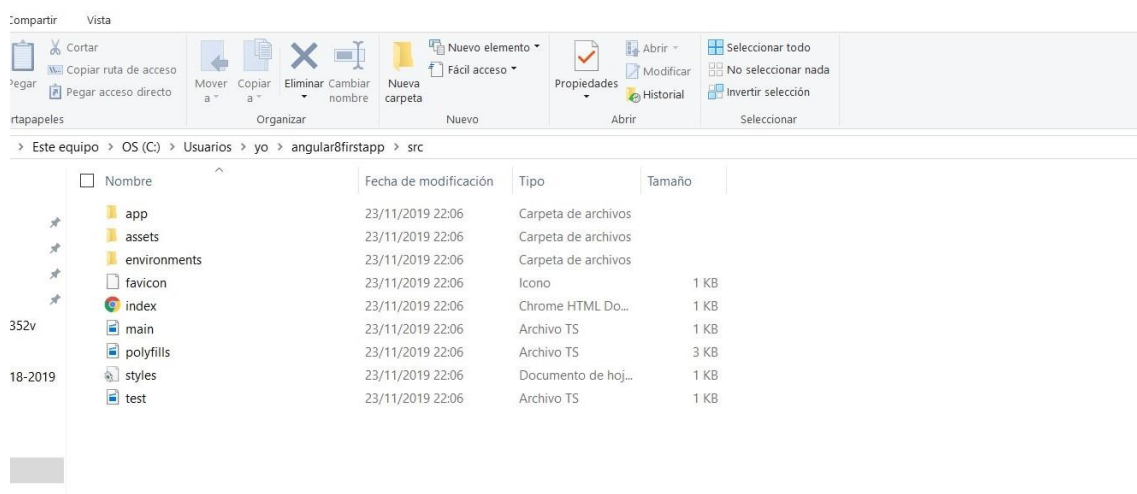 Compartir Vista
Cortar
Copiar ruta de acceso
Pegar acceso directo
Pegar
Mover a
Copiar a
Eliminar
Cambiar nombre
Nueva carpeta
Nuevo elemento
Fácil acceso
Propiedades
Abrir
Modificar
Historial
Seleccionar todo
No seleccionar nada
Invertir selección
rtapapeles Organizar Nuevo Abrir Seleccionar
> Este equipo > OS (C:) > Usuarios > yo > angular8firstapp > src
Nombre Fecha de modificación Tipo Tamaño
app 23/11/2019 22:06 Carpeta de archivos
assets 23/11/2019 22:06 Carpeta de archivos
environments 23/11/2019 22:06 Carpeta de archivos
favicon 23/11/2019 22:06 Icono 1 KB
index 23/11/2019 22:06 Chrome HTML Do... 1 KB
352v
main 23/11/2019 22:06 Archivo TS 1 KB
polyfills 23/11/2019 22:06 Archivo TS 3 KB
18-2019
styles 23/11/2019 22:06 Documento de hoj... 1 KB
test 23/11/2019 22:06 Archivo TS 1 KB